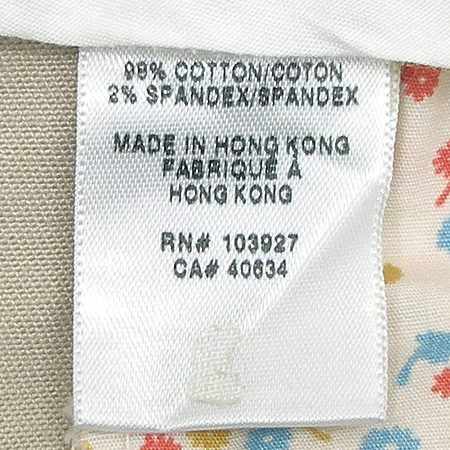 98% COTTON/COTON
2% SPANDEX/SPANDEX
MADE IN HONG KONG
FABRIQUÉ À
HONG KONG
RN# 103927
CA# 40634